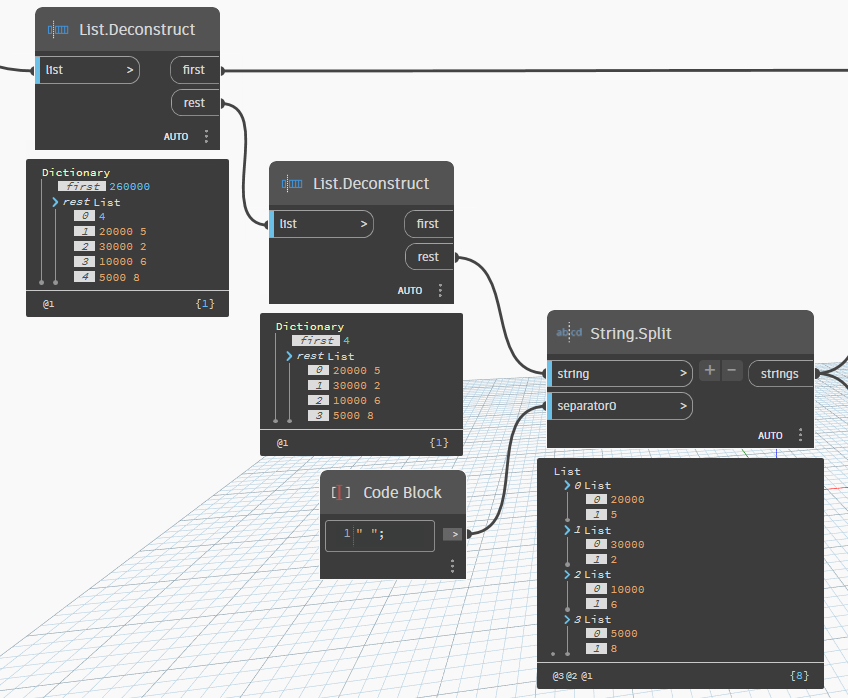 List.Deconstruct
list >
first
rest
AUTO
Dictionary
first 260000
rest List
0 4
1 20000 5
2 30000 2
3 10000 6
4 5000 8
@1 {1}
List.Deconstruct
list >
first
rest
AUTO
Dictionary
first 4
rest List
0 20000 5
1 30000 2
2 10000 6
3 5000 8
@1 {1}
Code Block
1 " "; >
abcd String.Split
string > + - strings
separator0 >
AUTO
List
0 List
0 20000
1 5
1 List
0 30000
1 2
2 List
0 10000
1 6
3 List
0 5000
1 8
@3 @2 @1 {8}